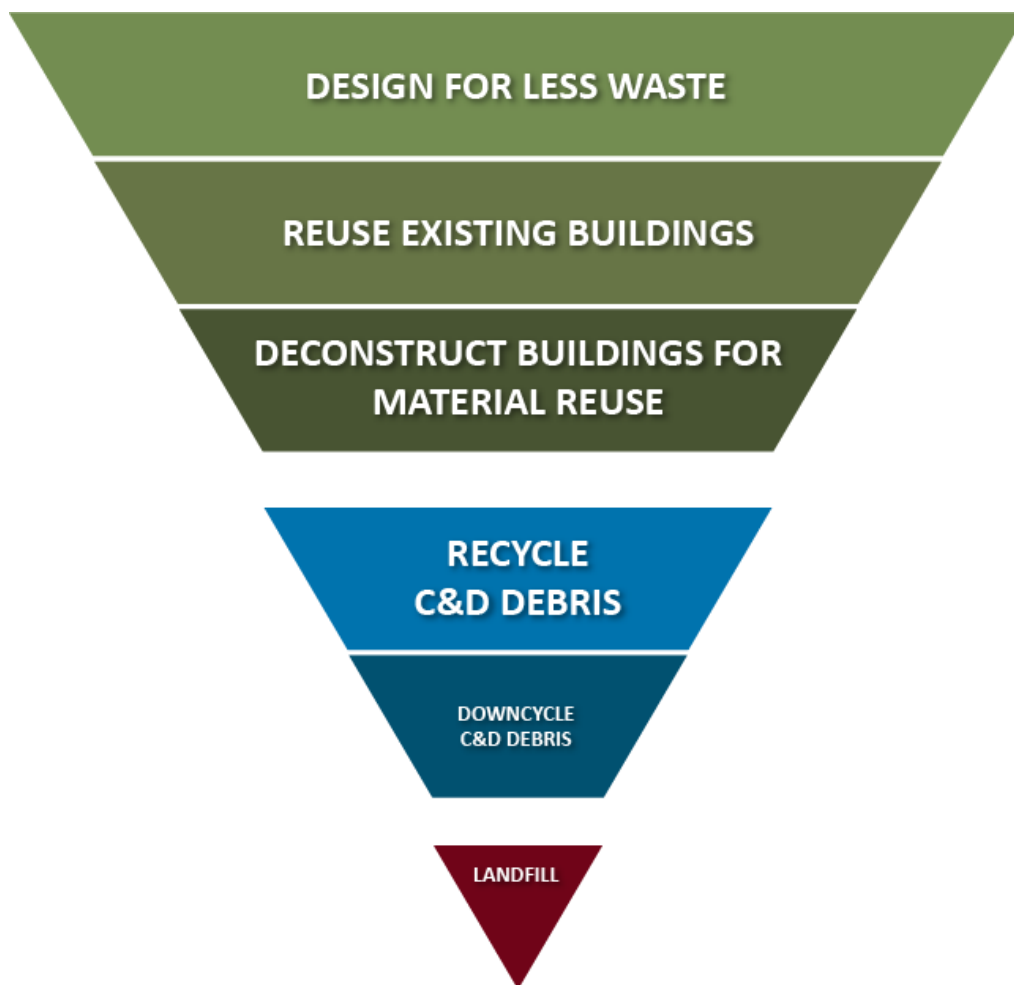 DESIGN FOR LESS WASTE
REUSE EXISTING BUILDINGS
DECONSTRUCT BUILDINGS FOR
MATERIAL REUSE
RECYCLE
C&D DEBRIS
DOWNCYCLE
C&D DEBRIS
LANDFILL